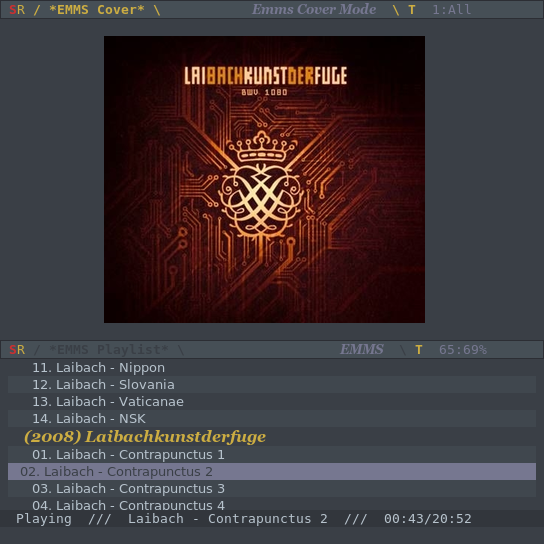 SR / *EMMS Cover* \ Emms Cover Mode \ T 1:All
LAIBACHKUNSTDERFUGE
BWV 1080
SR / *EMMS Playlist* \ EMMS \ T 65:69%
11. Laibach - Nippon
12. Laibach - Slovania
13. Laibach - Vaticanae
14. Laibach - NSK
(2008) Laibachkunstderfuge
01. Laibach - Contrapunctus 1
02. Laibach - Contrapunctus 2
03. Laibach - Contrapunctus 3
04. Laibach - Contrapunctus 4
Playing /// Laibach - Contrapunctus 2 /// 00:43/20:52